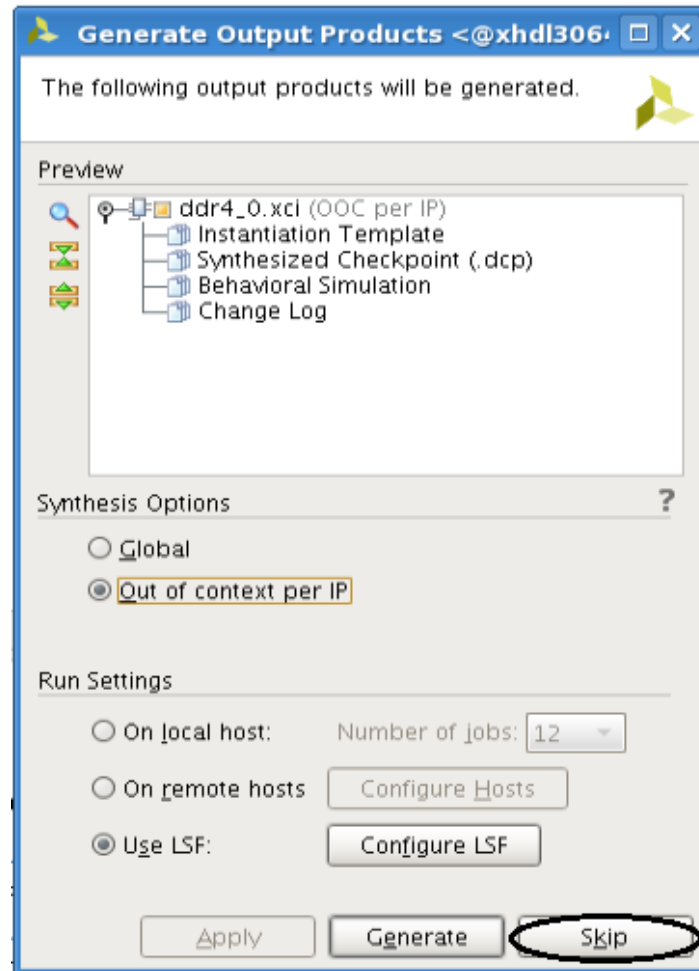 Generate Output Products <@xhdl306
The following output products will be generated.
Preview
ddr4_0.xci (OOC per IP)
Instantiation Template
Synthesized Checkpoint (.dcp)
Behavioral Simulation
Change Log
Synthesis Options ?
Global
Out of context per IP
Run Settings
On local host: Number of jobs: 12
On remote hosts Configure Hosts
Use LSF: Configure LSF
Apply Generate Skip